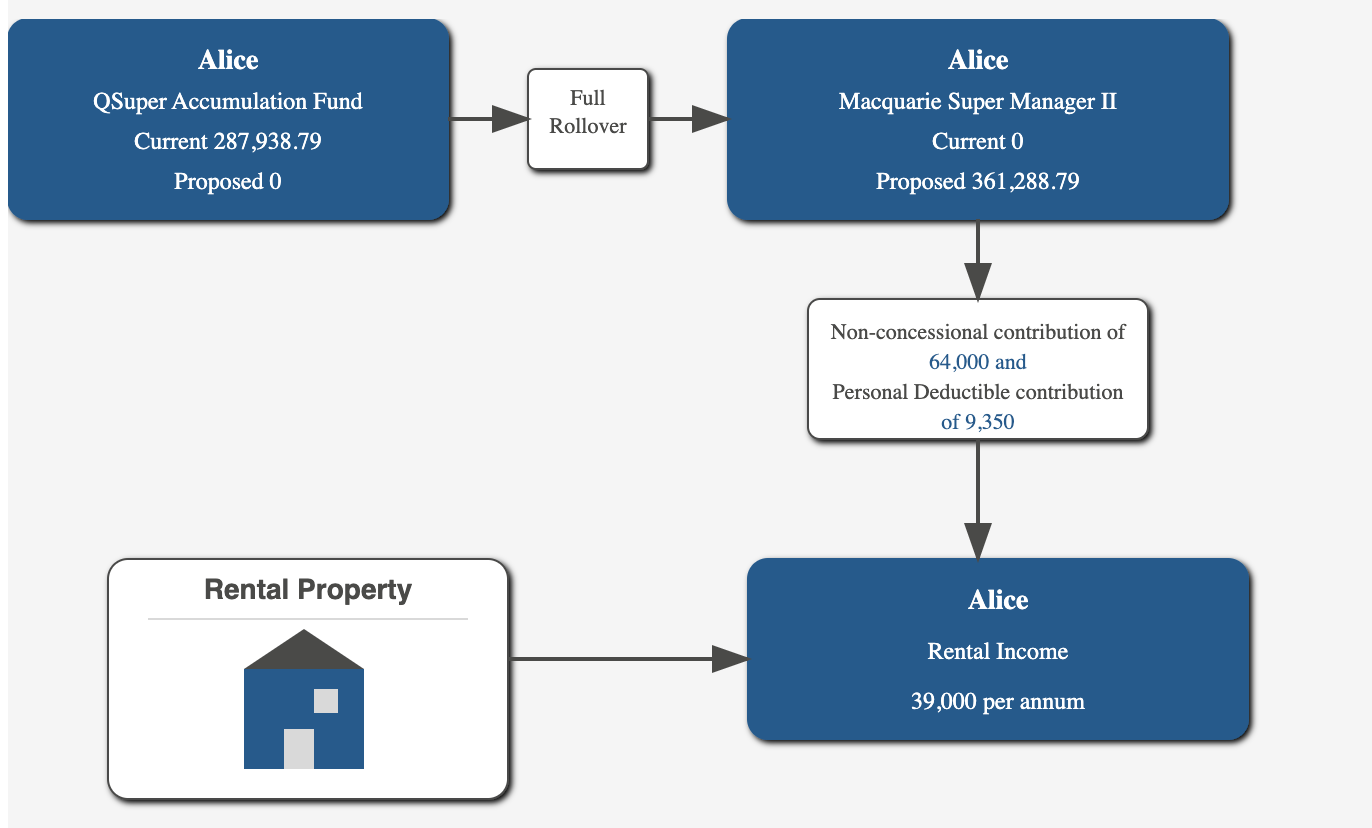 Alice
QSuper Accumulation Fund
Current 287,938.79
Proposed 0
Full
Rollover
Alice
Macquarie Super Manager II
Current 0
Proposed 361,288.79
Non-concessional contribution of
64,000 and
Personal Deductible contribution
of 9,350
Rental Property
Alice
Rental Income
39,000 per annum